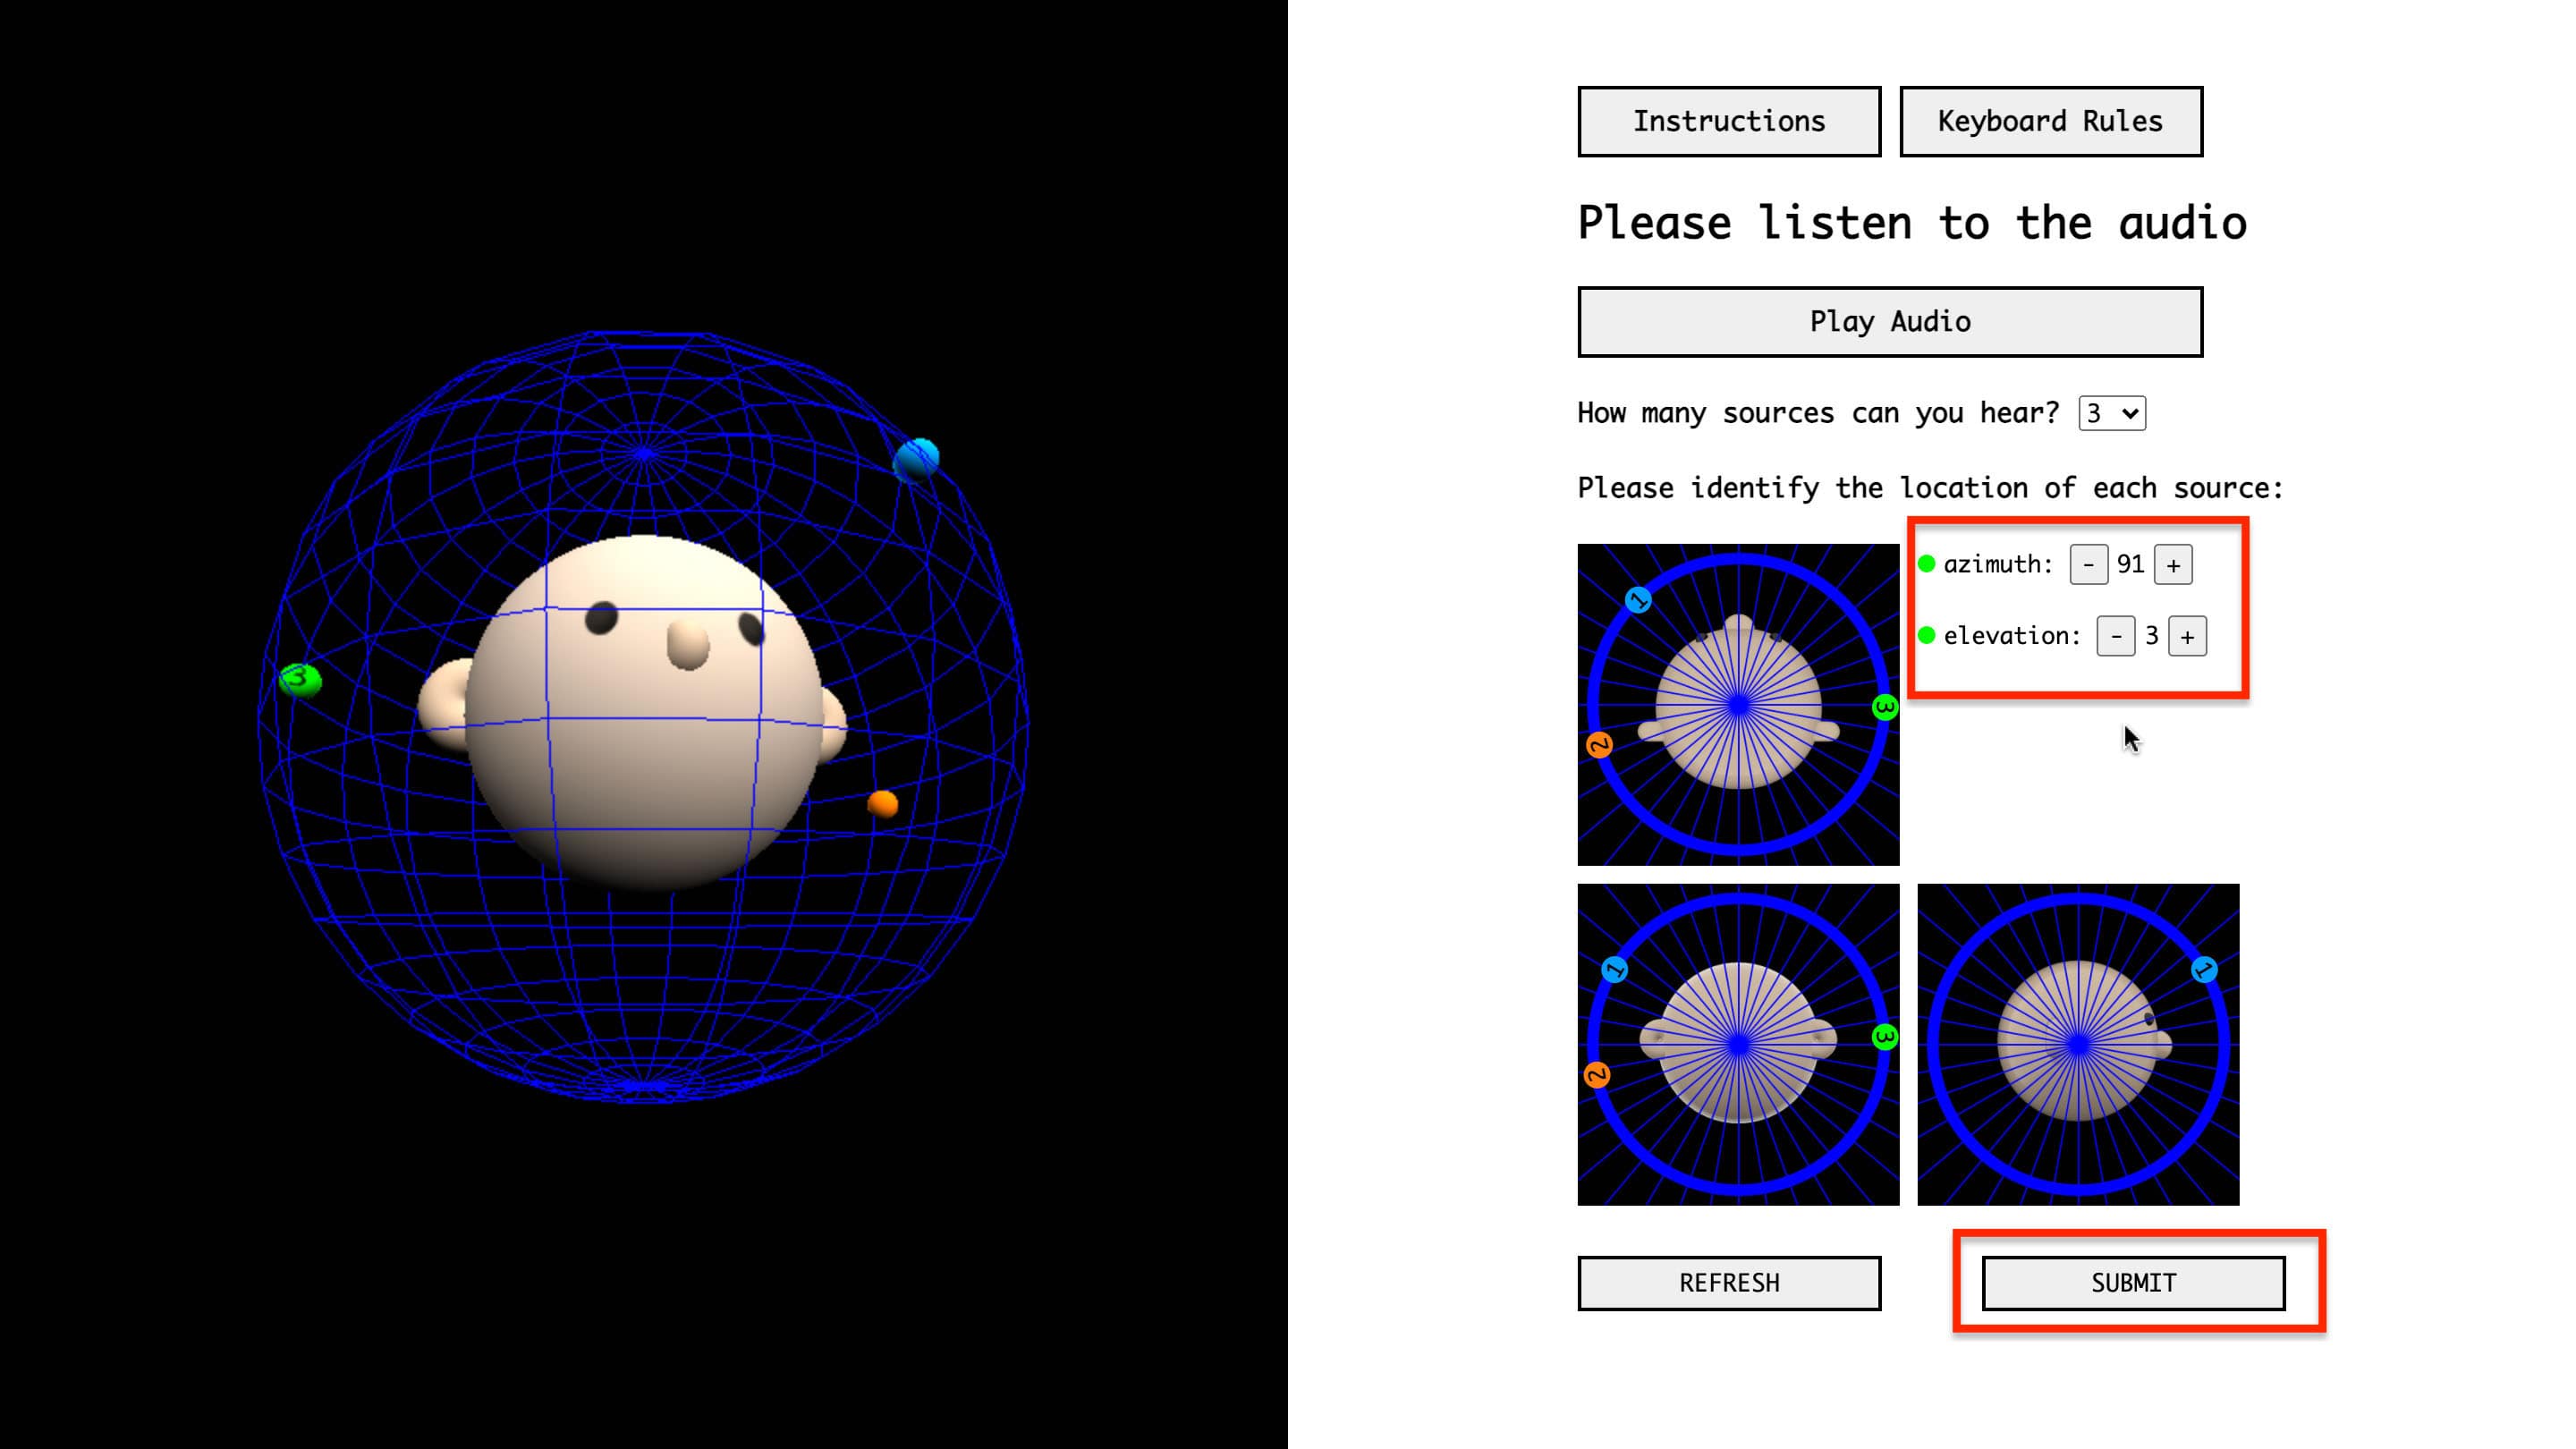 Instructions Keyboard Rules
Please listen to the audio
Play Audio
How many sources can you hear? 3
Please identify the location of each source:
azimuth: - 91 +
elevation: - 3 +
1
3
2
1
3
2
1
3
REFRESH SUBMIT